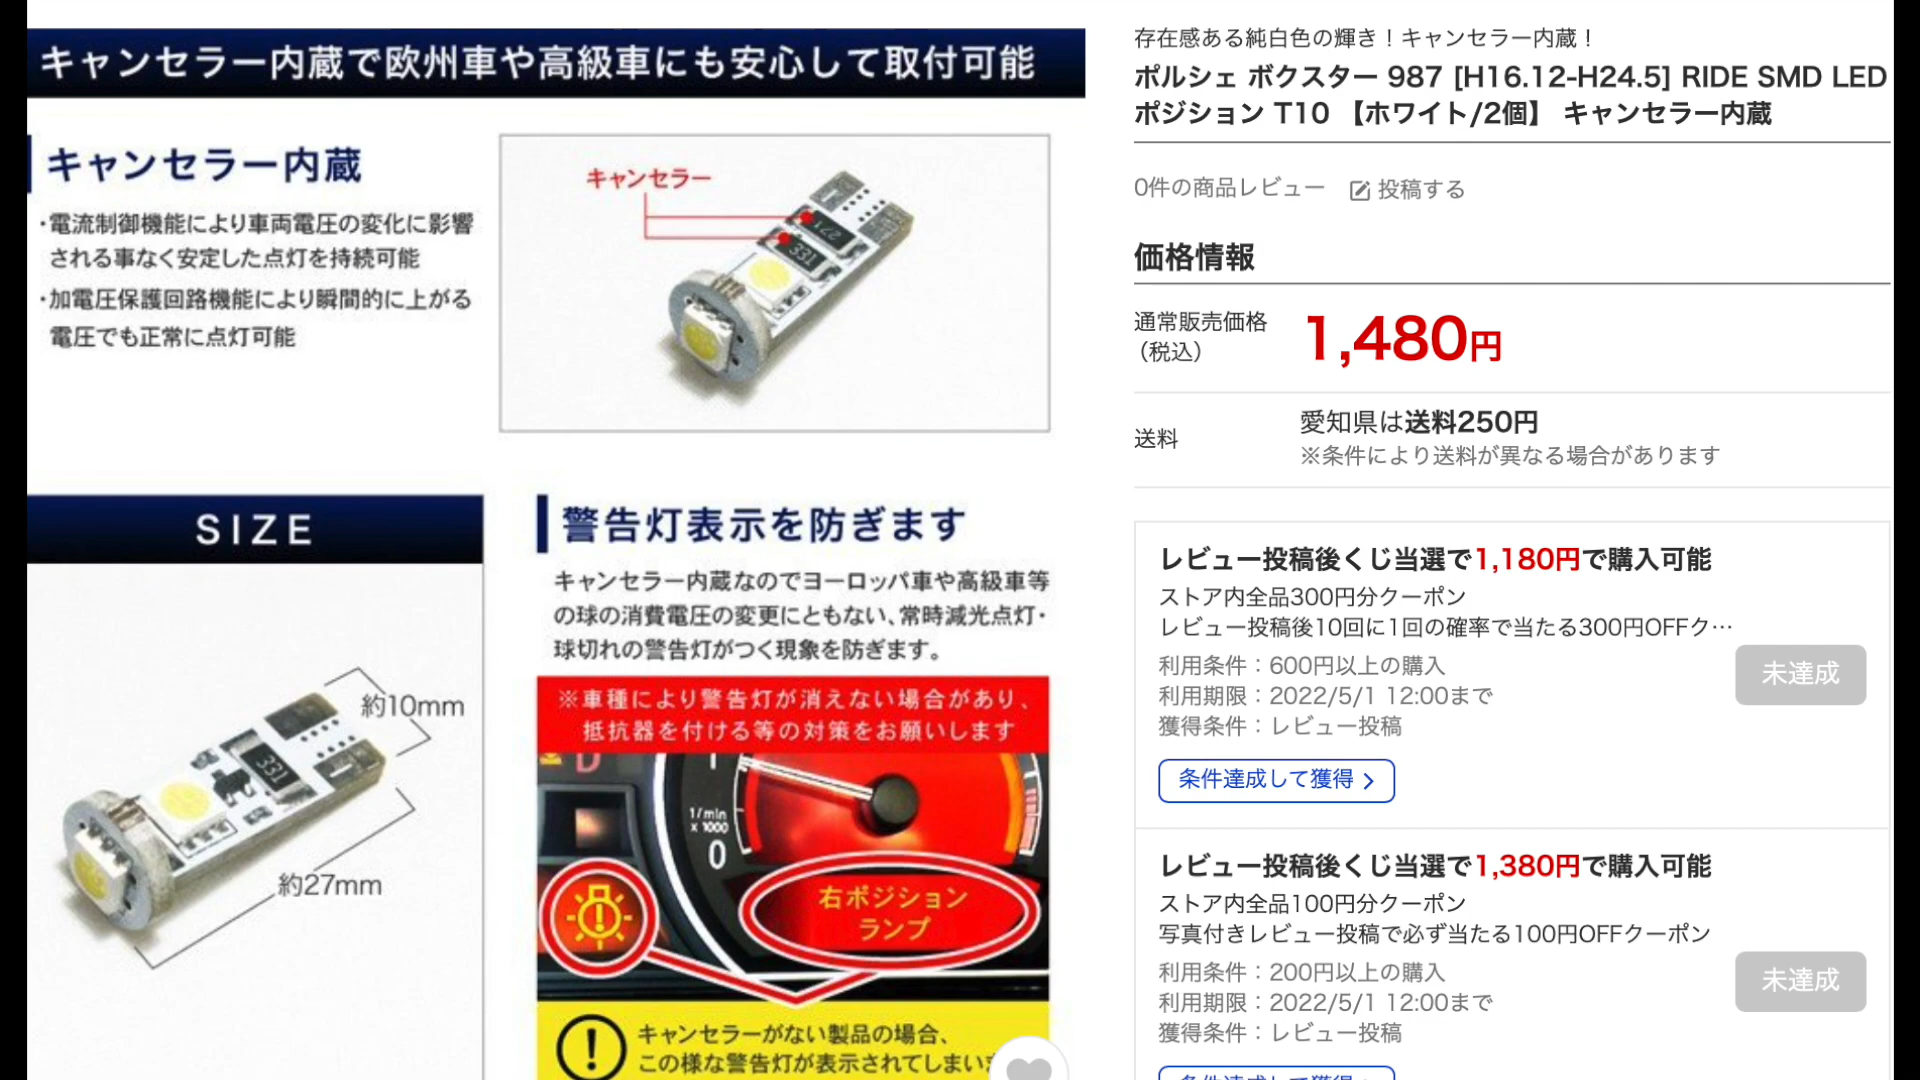 キャンセラー内蔵で欧州車や高級車にも安心して取付可能
キャンセラー内蔵
・電流制御機能により車両電圧の変化に影響
される事なく安定した点灯を持続可能
・加電圧保護回路機能により瞬間的に上がる
電圧でも正常に点灯可能
キャンセラー
271
331
SIZE
約10mm
331
約27mm
警告灯表示を防ぎます
キャンセラー内蔵なのでヨーロッパ車や高級車等
の球の消費電圧の変更にともない、常時減光点灯・
球切れの警告灯がつく現象を防ぎます。
※車種により警告灯が消えない場合があり、
抵抗器を付ける等の対策をお願いします
D
1
1/min
x 1000
0
右ポジション
ランプ
キャンセラーがない製品の場合、
この様な警告灯が表示されてしまいま
存在感ある純白色の輝き！キャンセラー内蔵！
ポルシェ ボクスター 987 [H16.12-H24.5] RIDE SMD LED
ポジション T10 【ホワイト/2個】 キャンセラー内蔵
0件の商品レビュー 投稿する
価格情報
通常販売価格
（税込）
1,480円
送料
愛知県は送料250円
※条件により送料が異なる場合があります
レビュー投稿後くじ当選で1,180円で購入可能
ストア内全品300円分クーポン
レビュー投稿後10回に1回の確率で当たる300円OFFク…
利用条件：600円以上の購入
利用期限：2022/5/1 12:00まで
獲得条件：レビュー投稿
未達成
条件達成して獲得
レビュー投稿後くじ当選で1,380円で購入可能
ストア内全品100円分クーポン
写真付きレビュー投稿で必ず当たる100円OFFクーポン
利用条件：200円以上の購入
利用期限：2022/5/1 12:00まで
獲得条件：レビュー投稿
未達成
条件達成して獲得